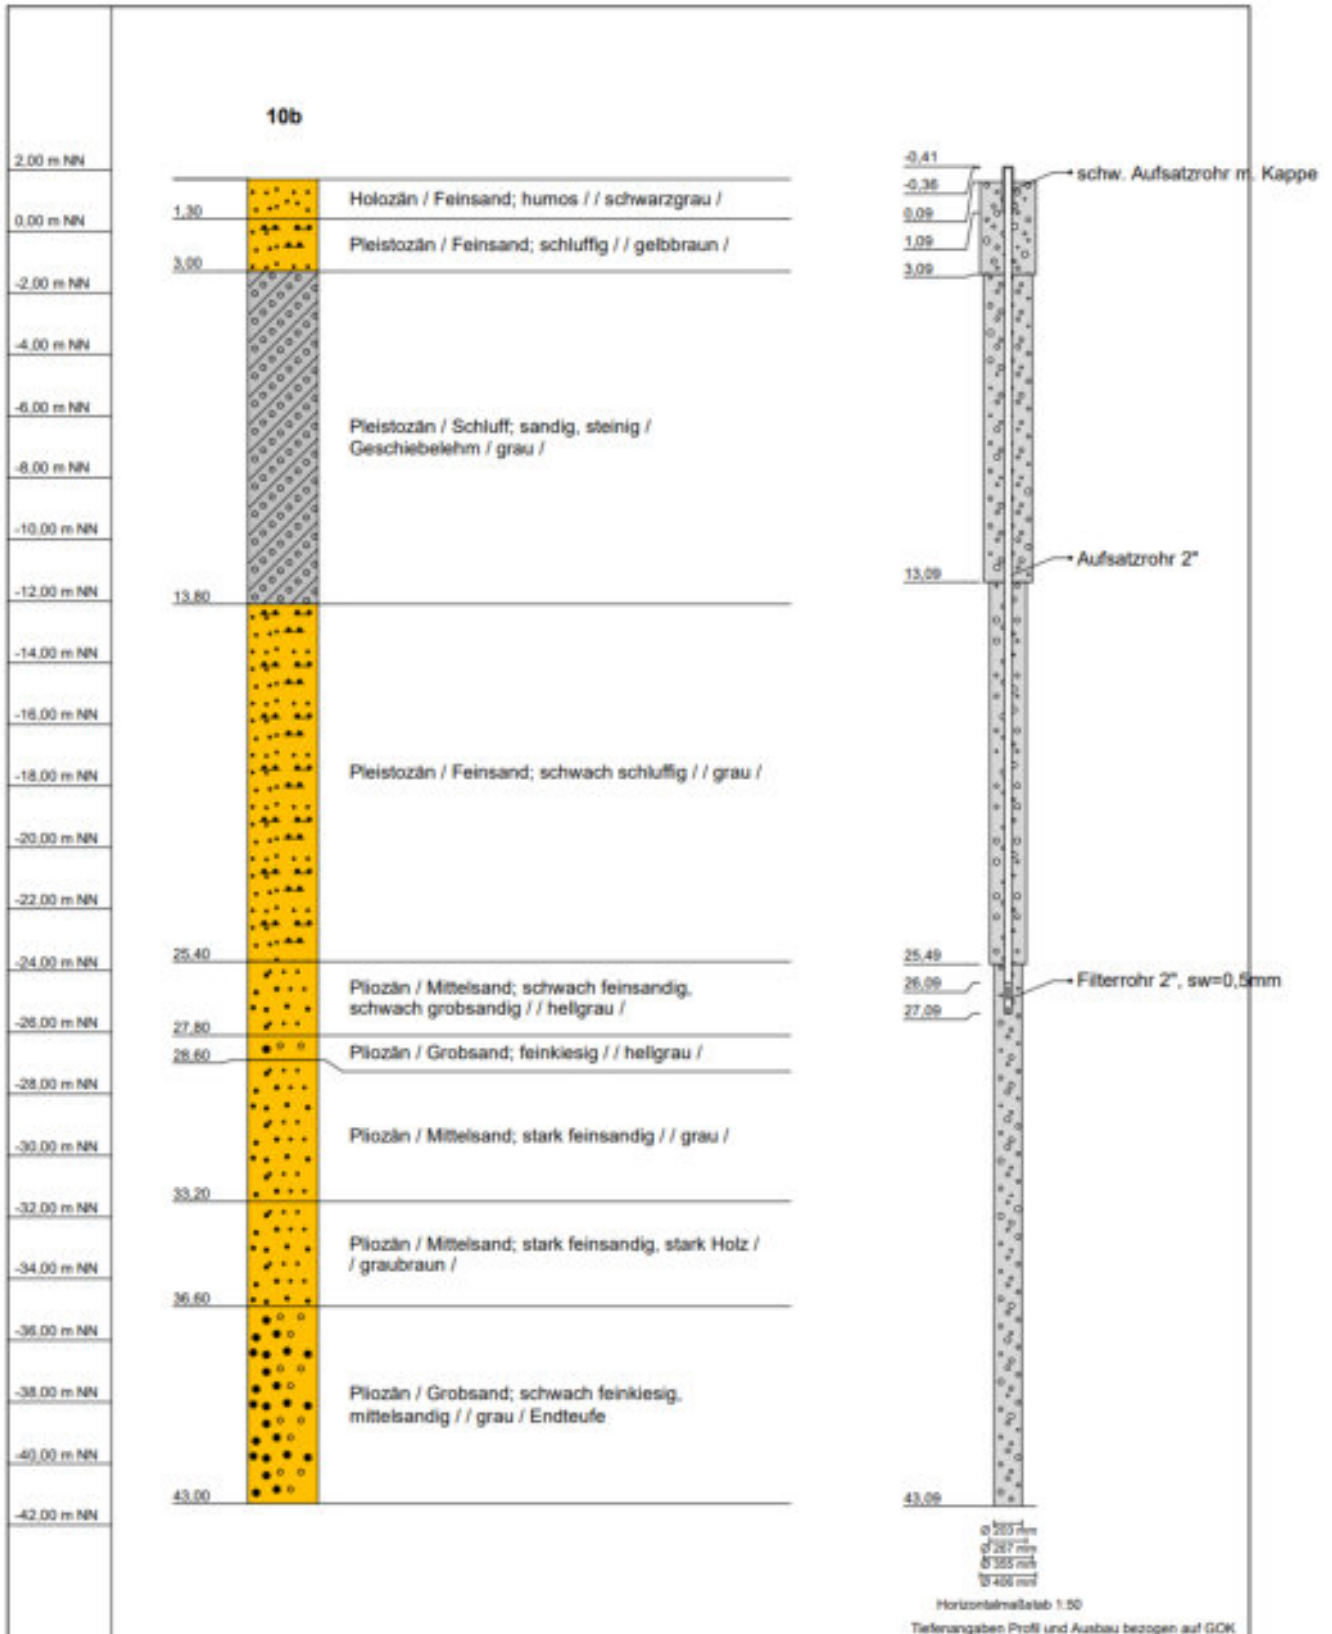 10b
2,00 m NN
0,00 m NN
-2,00 m NN
-4,00 m NN
-6,00 m NN
-8,00 m NN
-10,00 m NN
-12,00 m NN
-14,00 m NN
-16,00 m NN
-18,00 m NN
-20,00 m NN
-22,00 m NN
-24,00 m NN
-26,00 m NN
-28,00 m NN
-30,00 m NN
-32,00 m NN
-34,00 m NN
-36,00 m NN
-38,00 m NN
-40,00 m NN
-42,00 m NN
Holozän / Feinsand; humos / / schwarzgrau /
1,30
Pleistozän / Feinsand; schluffig / / gelbbraun /
3,00
Pleistozän / Schluff; sandig, steinig /
Geschiebelehm / grau /
13,80
Pleistozän / Feinsand; schwach schluffig / / grau /
25,40
Pliozän / Mittelsand; schwach feinsandig,
schwach grobsandig / / hellgrau /
27,80
Pliozän / Grobsand; feinkiesig / / hellgrau /
28,60
Pliozän / Mittelsand; stark feinsandig / / grau /
33,20
Pliozän / Mittelsand; stark feinsandig, stark Holz /
/ graubraun /
36,60
Pliozän / Grobsand; schwach feinkiesig,
mittelsandig / / grau / Endteufe
43,00
-0,41
schw. Aufsatzrohr m. Kappe
-0,36
0,09
1,09
3,09
Aufsatzrohr 2"
13,09
25,49
26,09
Filterrohr 2", sw=0,5mm
27,09
43,09
Ø 203 mm
Ø 267 mm
Ø 355 mm
Ø 406 mm
Horizontalmaßstab 1:50
Tiefenangaben Profil und Ausbau bezogen auf GOK